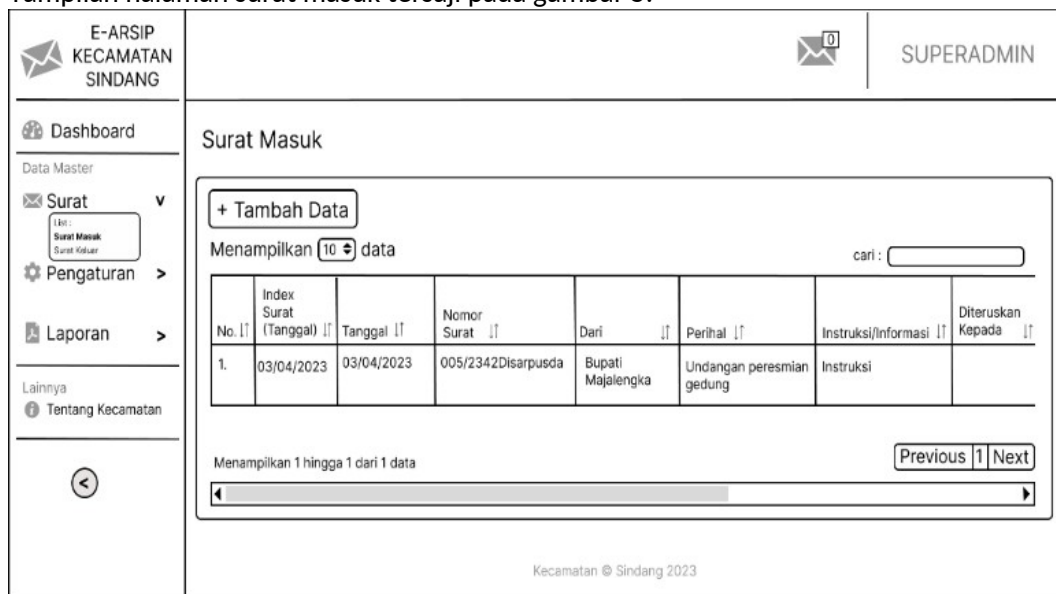 Tampilan halaman surat masuk tersaji pada gambar
E-ARSIP
KECAMATAN
SINDANG
0
SUPERADMIN
Dashboard
Data Master
Surat v
List :
Surat Masuk
Surat Keluar
Pengaturan >
Laporan >
Lainnya
Tentang Kecamatan
<
Surat Masuk
+ Tambah Data
Menampilkan 10 data
cari :
No. Index Surat (Tanggal) Tanggal Nomor Surat Dari Perihal Instruksi/Informasi Diteruskan Kepada
1. 03/04/2023 03/04/2023 005/2342Disarpusda Bupati Majalengka Undangan peresmian gedung Instruksi
Menampilkan 1 hingga 1 dari 1 data
Previous 1 Next
Kecamatan © Sindang 2023